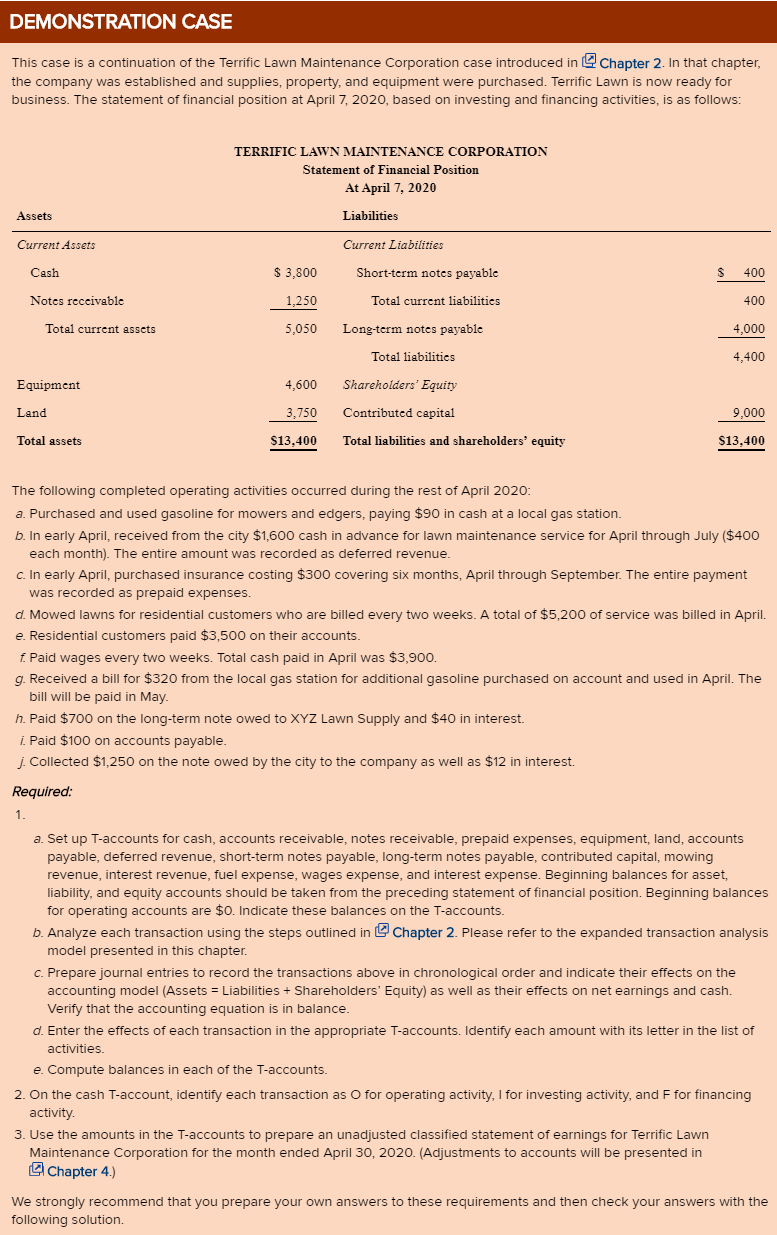 DEMONSTRATION CASE
This case is a continuation of the Terrific Lawn Maintenance Corporation case introduced in Chapter 2. In that chapter,
the company was established and supplies, property, and equipment were purchased. Terrific Lawn is now ready for
business. The statement of financial position at April 7, 2020, based on investing and financing activities, is as follows:
TERRIFIC LAWN MAINTENANCE CORPORATION
Statement of Financial Position
At April 7, 2020
Assets Liabilities
Current Assets Current Liabilities
Cash $ 3,800 Short-term notes payable $ 400
Notes receivable 1,250 Total current liabilities 400
Total current assets 5,050 Long-term notes payable 4,000
Total liabilities 4,400
Equipment 4,600 Shareholders' Equity
Land 3,750 Contributed capital 9,000
Total assets $13,400 Total liabilities and shareholders' equity $13,400
The following completed operating activities occurred during the rest of April 2020:
a. Purchased and used gasoline for mowers and edgers, paying $90 in cash at a local gas station.
b. In early April, received from the city $1,600 cash in advance for lawn maintenance service for April through July ($400
each month). The entire amount was recorded as deferred revenue.
c. In early April, purchased insurance costing $300 covering six months, April through September. The entire payment
was recorded as prepaid expenses.
d. Mowed lawns for residential customers who are billed every two weeks. A total of $5,200 of service was billed in April.
e. Residential customers paid $3,500 on their accounts.
f. Paid wages every two weeks. Total cash paid in April was $3,900.
g. Received a bill for $320 from the local gas station for additional gasoline purchased on account and used in April. The
bill will be paid in May.
h. Paid $700 on the long-term note owed to XYZ Lawn Supply and $40 in interest.
i. Paid $100 on accounts payable.
j. Collected $1,250 on the note owed by the city to the company as well as $12 in interest.
Required:
1.
a. Set up T-accounts for cash, accounts receivable, notes receivable, prepaid expenses, equipment, land, accounts
payable, deferred revenue, short-term notes payable, long-term notes payable, contributed capital, mowing
revenue, interest revenue, fuel expense, wages expense, and interest expense. Beginning balances for asset,
liability, and equity accounts should be taken from the preceding statement of financial position. Beginning balances
for operating accounts are $0. Indicate these balances on the T-accounts.
b. Analyze each transaction using the steps outlined in Chapter 2. Please refer to the expanded transaction analysis
model presented in this chapter.
c. Prepare journal entries to record the transactions above in chronological order and indicate their effects on the
accounting model (Assets = Liabilities + Shareholders' Equity) as well as their effects on net earnings and cash.
Verify that the accounting equation is in balance.
d. Enter the effects of each transaction in the appropriate T-accounts. Identify each amount with its letter in the list of
activities.
e. Compute balances in each of the T-accounts.
2. On the cash T-account, identify each transaction as O for operating activity, I for investing activity, and F for financing
activity.
3. Use the amounts in the T-accounts to prepare an unadjusted classified statement of earnings for Terrific Lawn
Maintenance Corporation for the month ended April 30, 2020. (Adjustments to accounts will be presented in
Chapter 4.)
We strongly recommend that you prepare your own answers to these requirements and then check your answers with the
following solution.